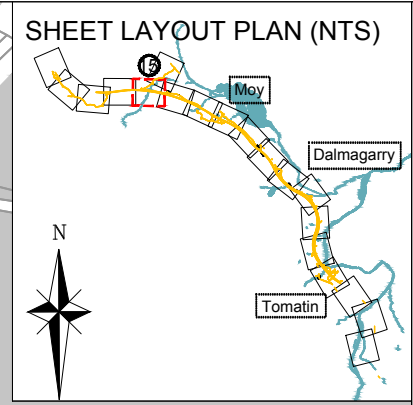 SHEET LAYOUT PLAN (NTS)
15
Moy
Dalmagarry
N
Tomatin